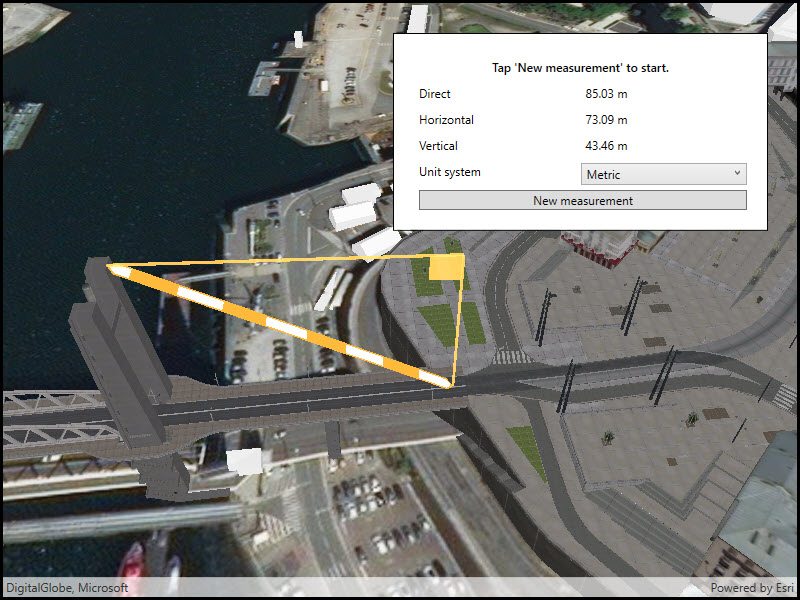 Tap 'New measurement' to start.
Direct 85.03 m
Horizontal 73.09 m
Vertical 43.46 m
Unit system Metric
New measurement
DigitalGlobe, Microsoft Powered by Esri